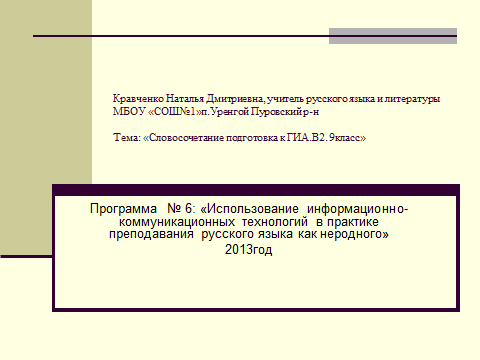 Кравченко Наталья Дмитриевна, учитель русского языка и литературы
МБОУ «СОШ№1»п.Уренгой Пуровский р-н
Тема: «Словосочетание подготовка к ГИА.В2. 9класс»
Программа № 6: «Использование информационно-
коммуникационных технологий в практике
преподавания русского языка как неродного»
2013год